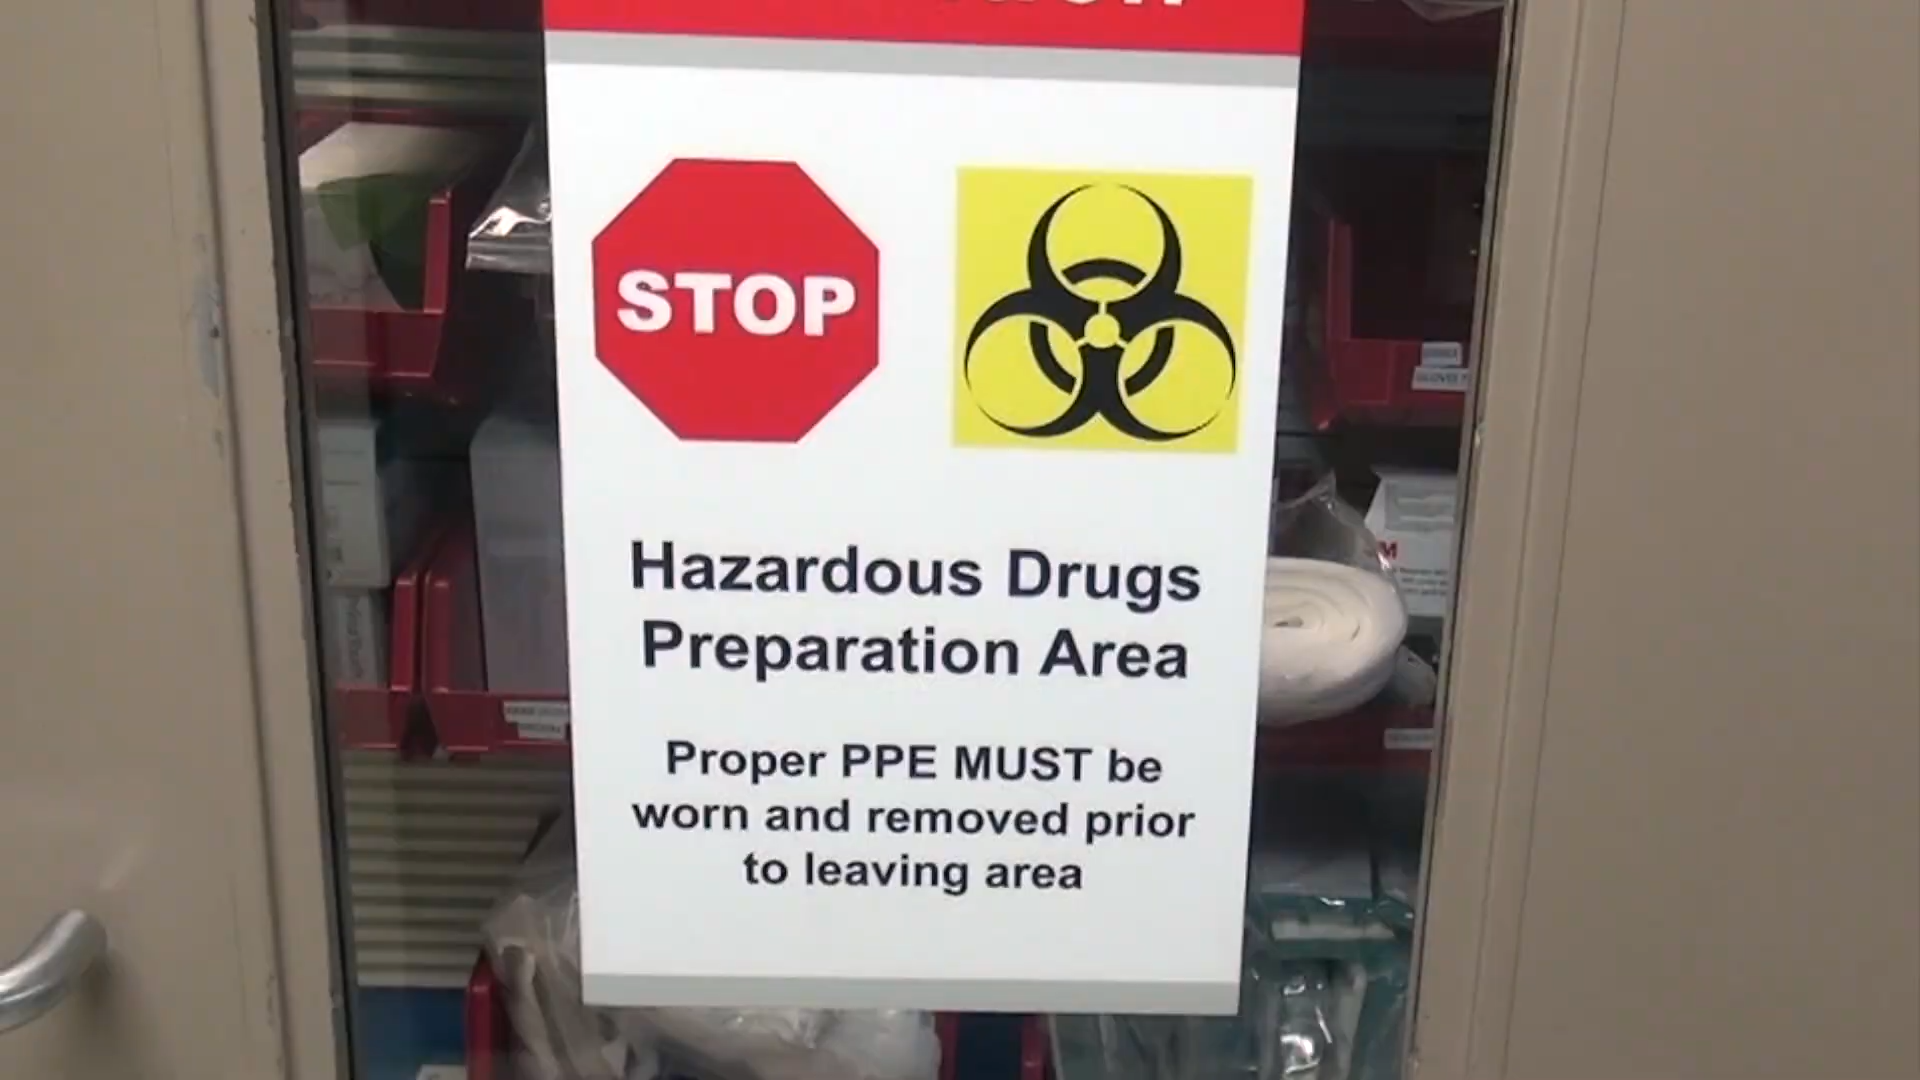 STOP
Hazardous Drugs
Preparation Area
Proper PPE MUST be
worn and removed prior
to leaving area